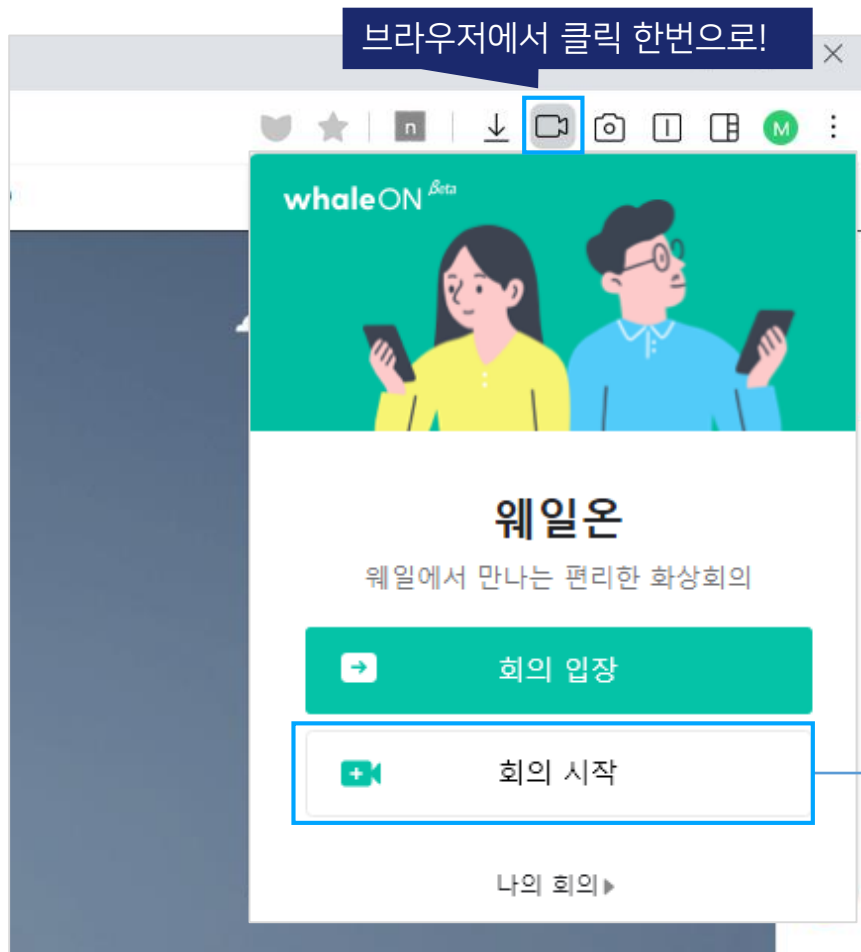 브라우저에서 클릭 한번으로!
n
M
whaleON Beta
웨일온
웨일에서 만나는 편리한 화상회의
회의 입장
회의 시작
나의 회의▶